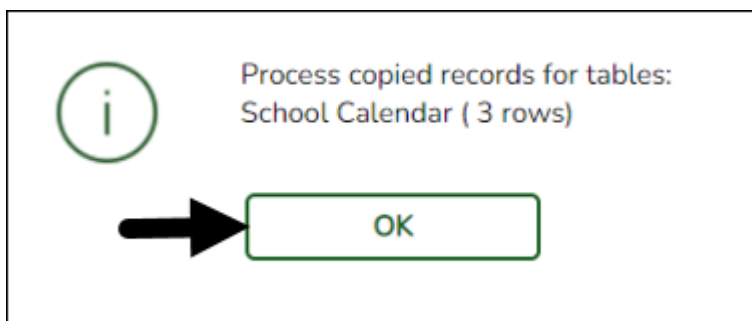 Process copied records for tables:
School Calendar ( 3 rows)
OK